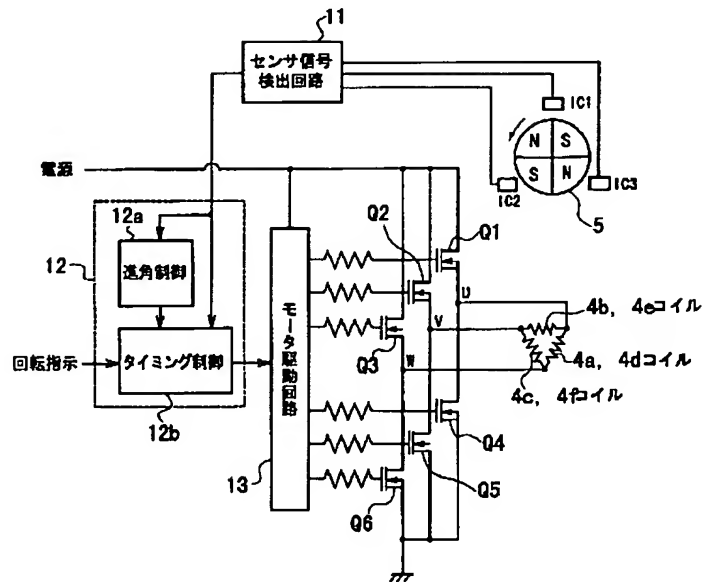 11
センサ信号
検出回路
IC1
N
S
S
N
IC2
IC3
5
電源
12a
12
進角制御
回転指示
タイミング制御
12b
モータ駆動回路
13
Q1
Q2
Q3
U
V
W
4b, 4eコイル
4a, 4dコイル
4c, 4fコイル
Q4
Q5
Q6